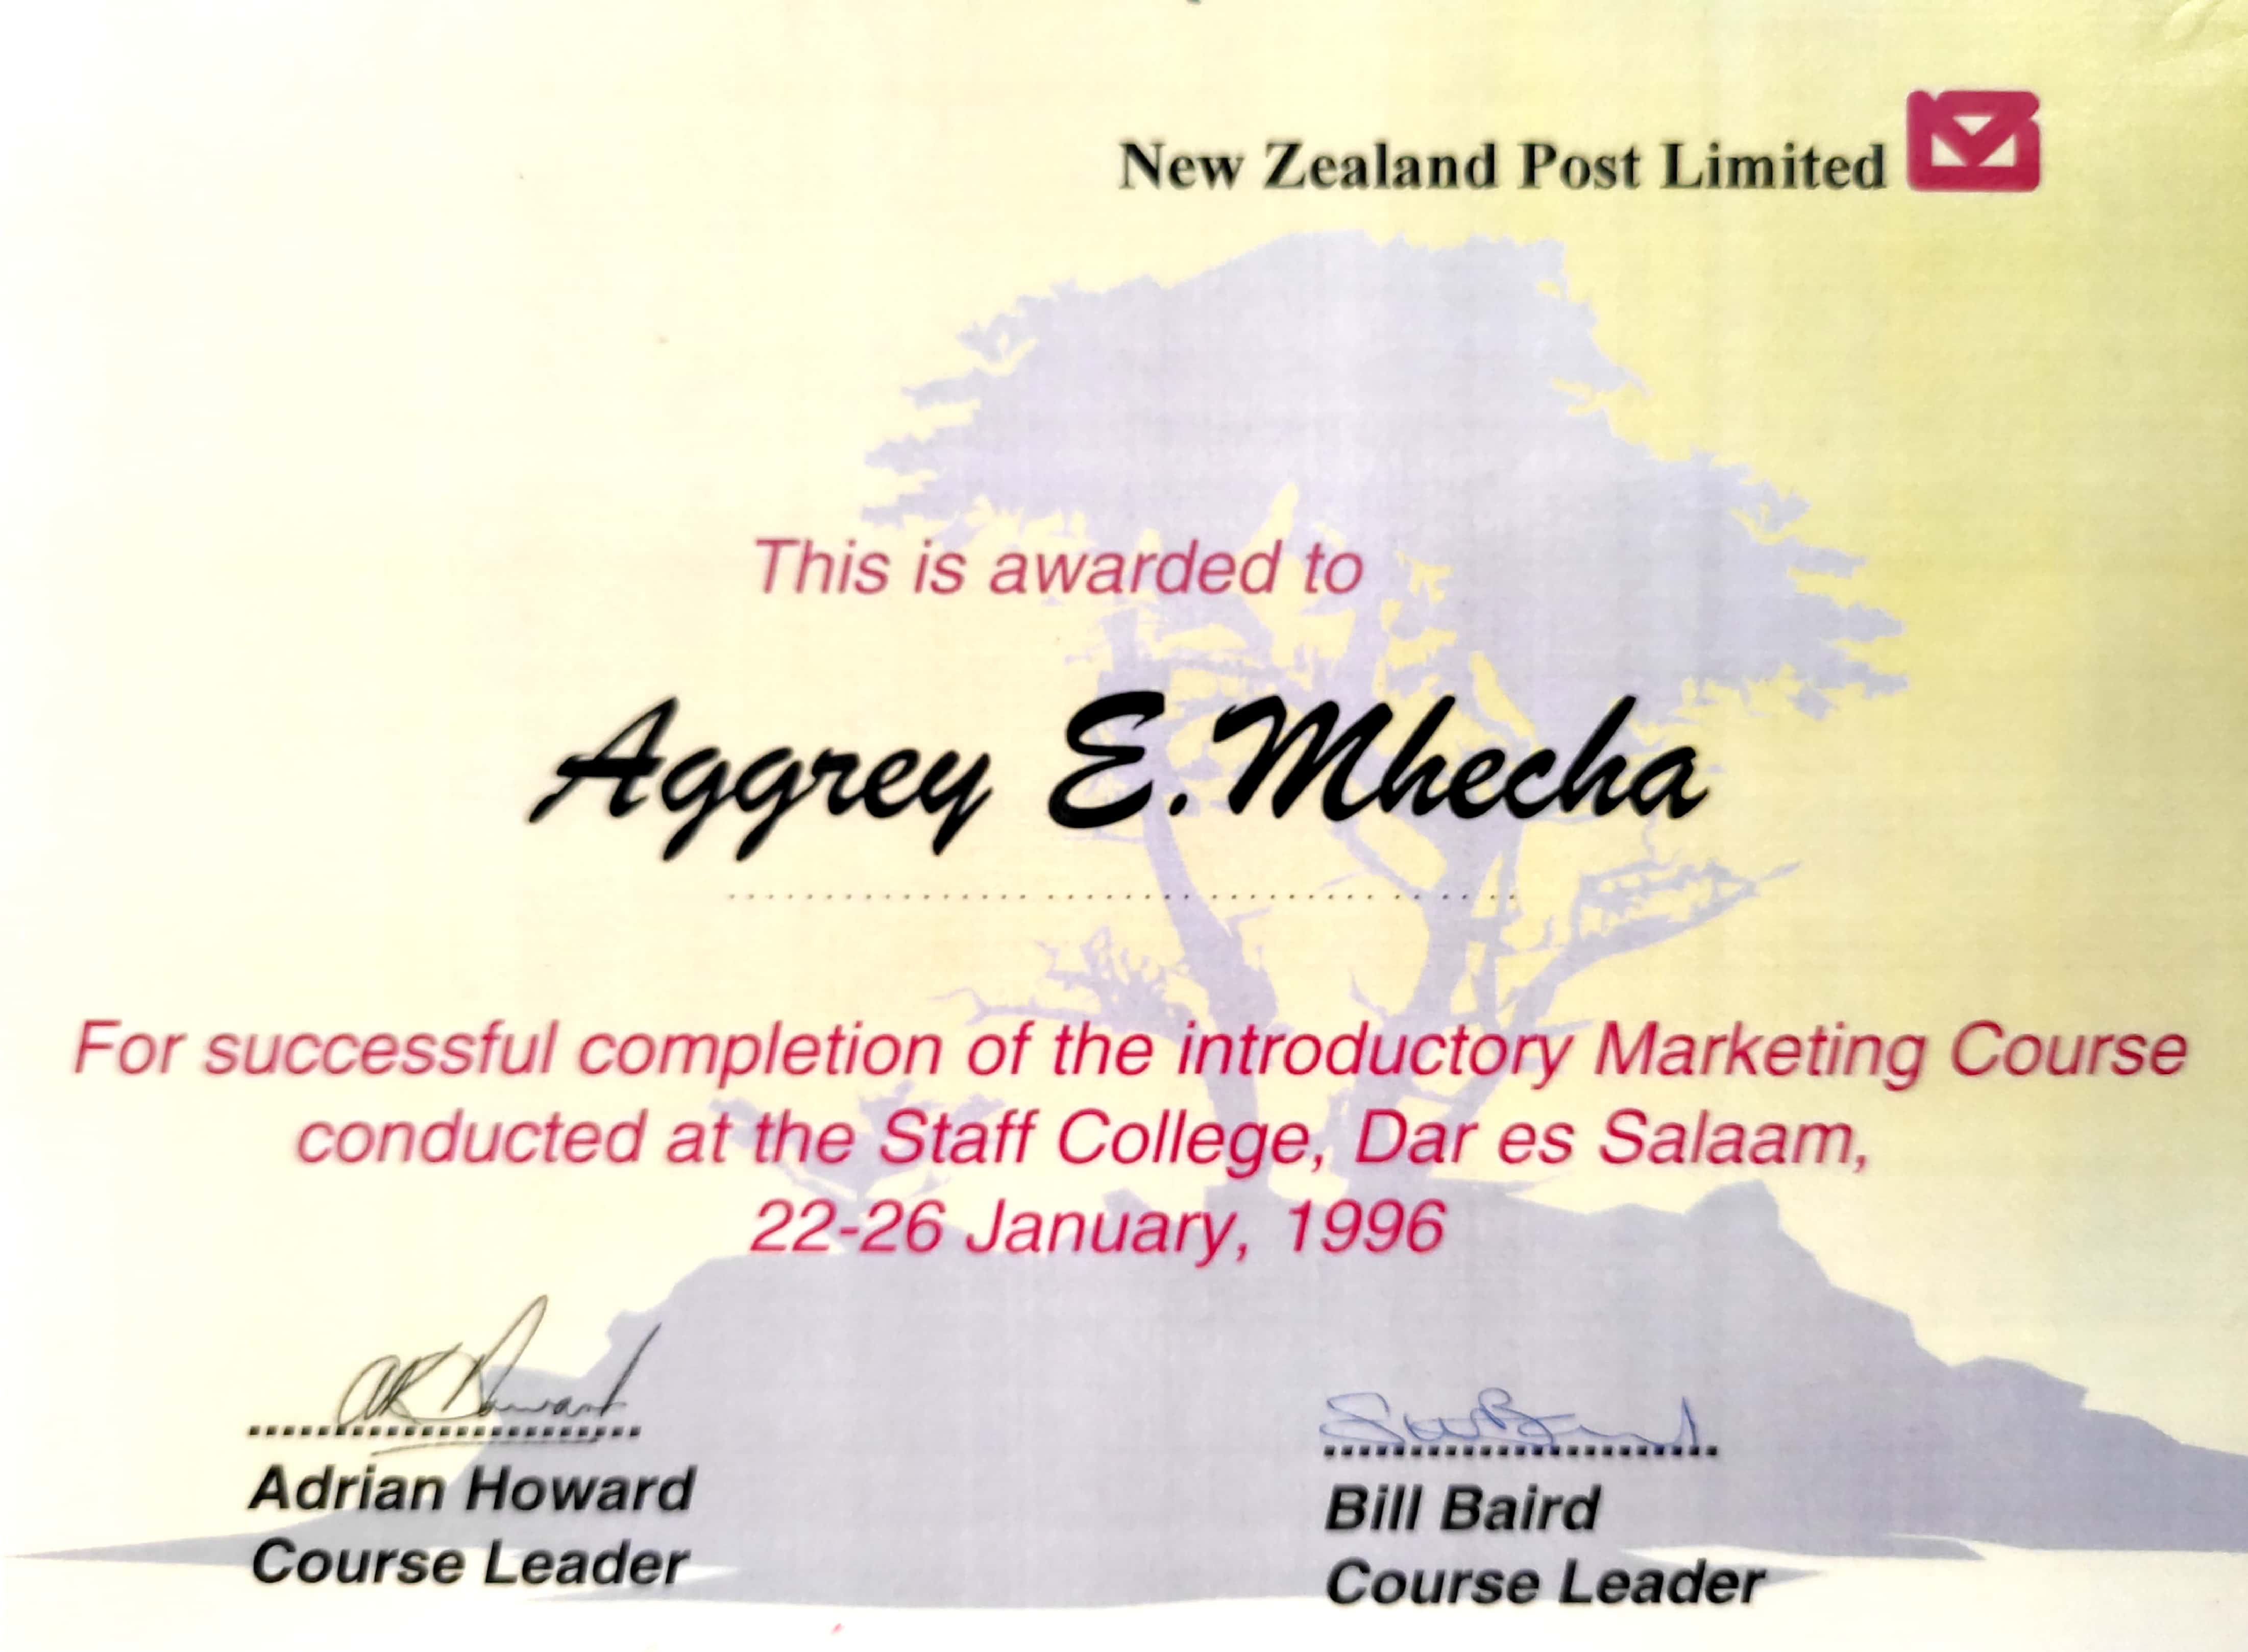 New Zealand Post Limited
This is awarded to
Aggrey E.Mhecha
For successful completion of the introductory Marketing Course
conducted at the Staff College, Dar es Salaam,
22-26 January, 1996
Adrian Howard
Course Leader
Bill Baird
Course Leader